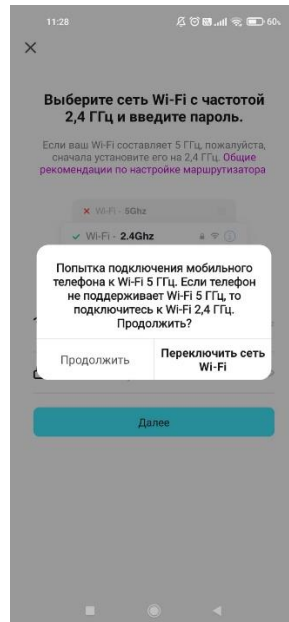 11:28
60%
Выберите сеть Wi-Fi с частотой
2,4 ГГц и введите пароль.
Если ваш Wi-Fi составляет 5 ГГц, пожалуйста,
сначала установите его на 2,4 ГГц. Общие
рекомендации по настройке маршрутизатора
Wi-Fi - 5Ghz
Wi-Fi - 2.4Ghz
Попытка подключения мобильного
телефона к Wi-Fi 5 ГГц. Если телефон
не поддерживает Wi-Fi 5 ГГц, то
подключитесь к Wi-Fi 2,4 ГГц.
Продолжить?
Продолжить
Переключить сеть
Wi-Fi
Далее